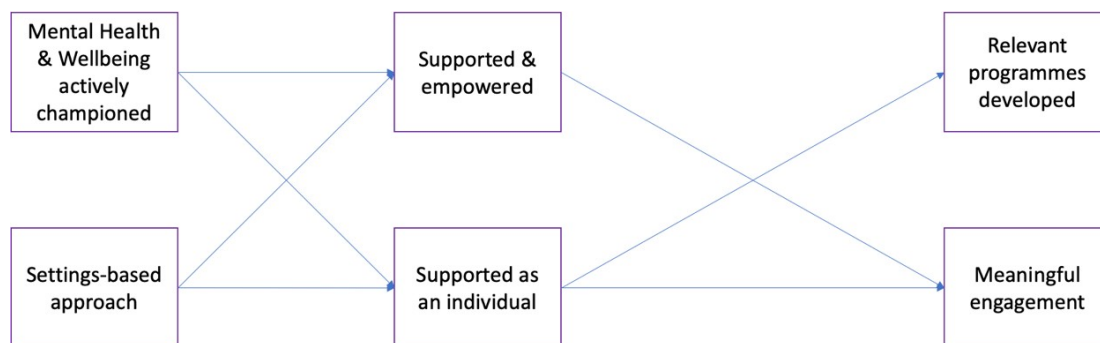 Mental Health
& Wellbeing
actively
championed
Supported &
empowered
Relevant
programmes
developed
Settings-based
approach
Supported as
an individual
Meaningful
engagement